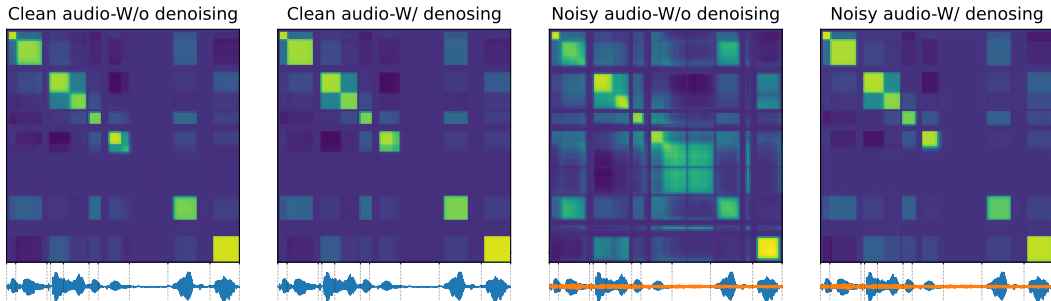 Clean audio-W/o denoising
Clean audio-W/ denosing
Noisy audio-W/o denoising
Noisy audio-W/ denosing